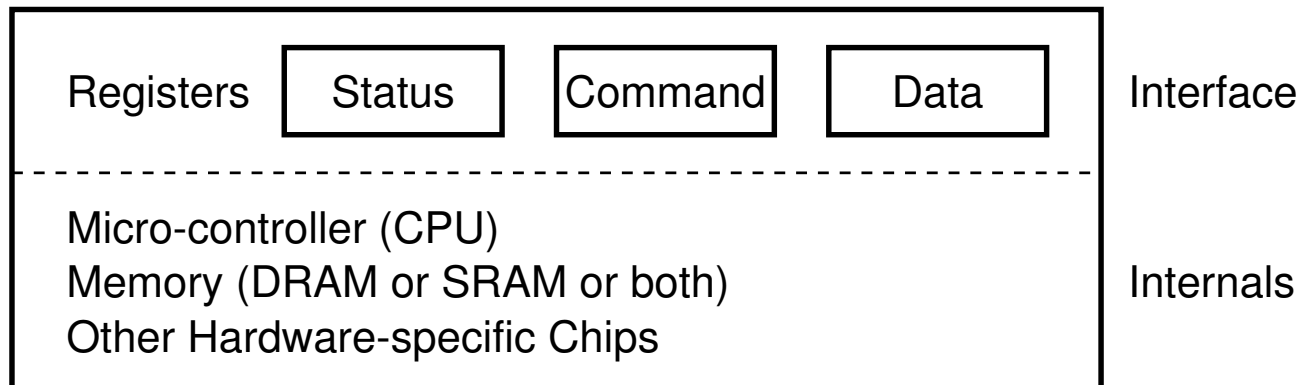 Registers Status Command Data Interface
Micro-controller (CPU)
Memory (DRAM or SRAM or both) Internals
Other Hardware-specific Chips